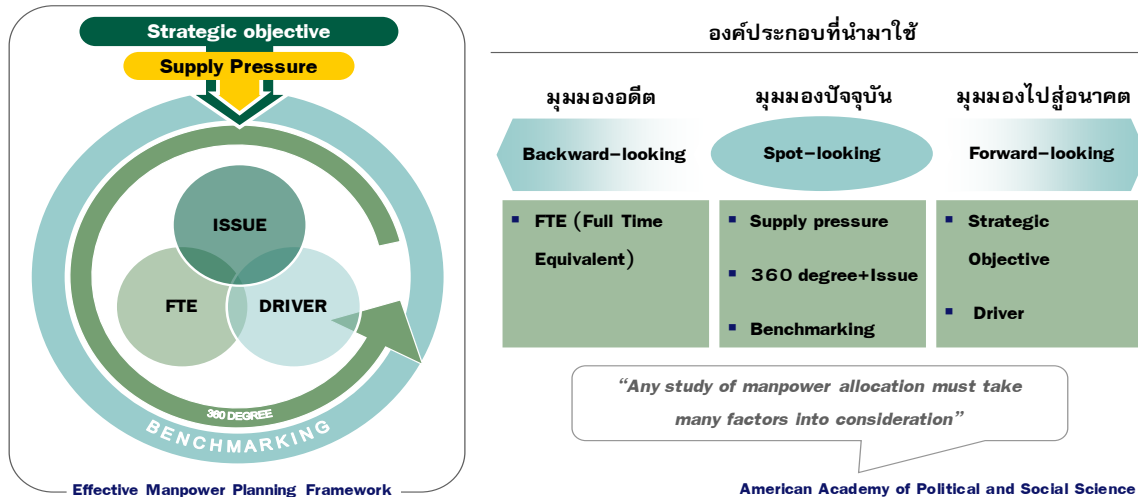 Strategic objective
Supply Pressure
ISSUE
FTE
DRIVER
360 DEGREE
BENCHMARKING
Effective Manpower Planning Framework
องค์ประกอบที่นำมาใช้
มุมมองอดีต
มุมมองปัจจุบัน
มุมมองไปสู่อนาคต
Backward-looking
Spot-looking
Forward-looking
▪ FTE (Full Time
Equivalent)
▪ Supply pressure
▪ 360 degree+Issue
▪ Benchmarking
▪ Strategic
Objective
▪ Driver
“Any study of manpower allocation must take
many factors into consideration”
American Academy of Political and Social Science